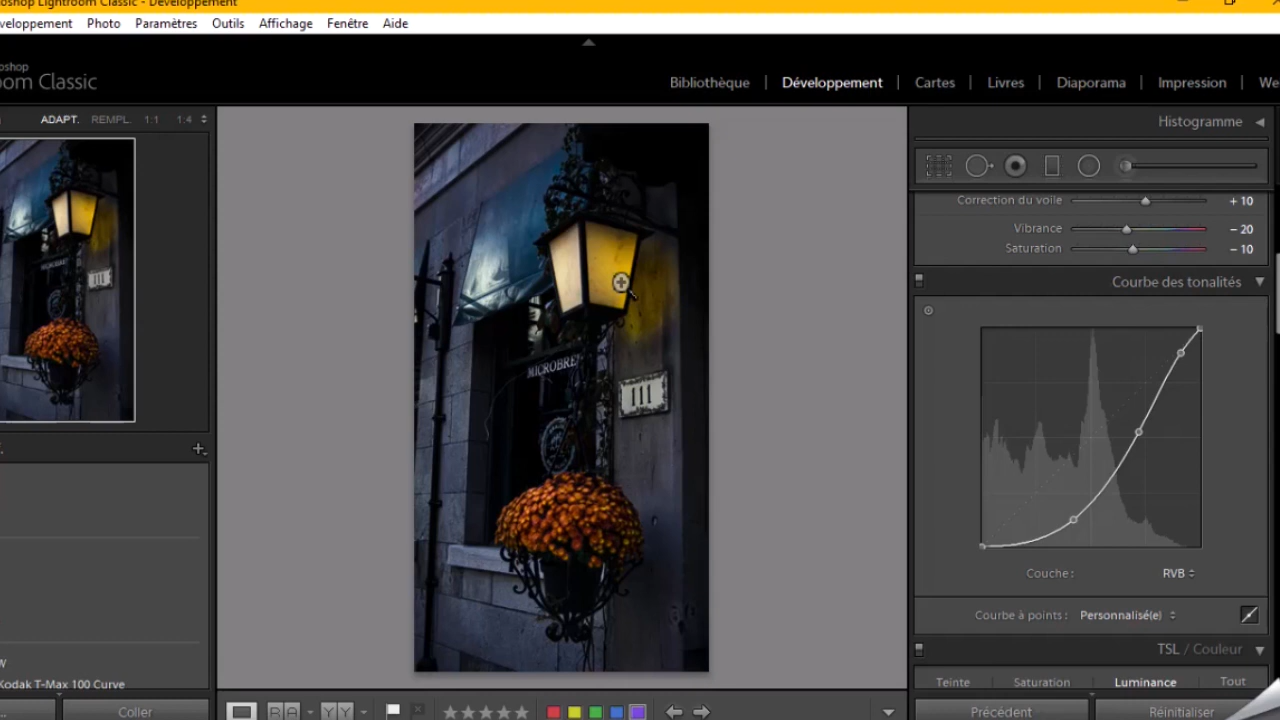 oshop Lightroom Classic - Développement
veloppement Photo Paramètres Outils Affichage Fenêtre Aide
oshop
om Classic
Bibliothèque | Développement | Cartes | Livres | Diaporama | Impression | We
ADAPT. REMPL. 1:1 1:4
Histogramme
Correction du voile + 10
Vibrance – 20
Saturation – 10
Courbe des tonalités
MICROBRE
111
Couche : RVB
Courbe à points : Personnalisé(e)
TSL / Couleur
W
Kodak T-Max 100 Curve
Teinte Saturation Luminance Tout
Coller
R A Y Y
Précédent Réinitialiser